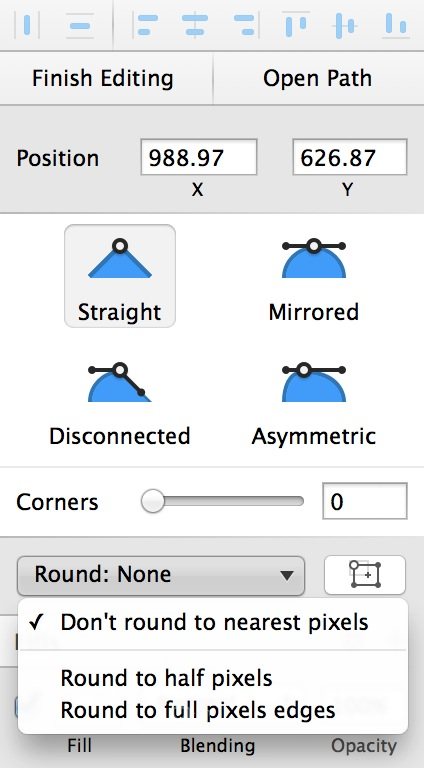 Finish Editing Open Path
Position 988.97 626.87
X Y
Straight Mirrored
Disconnected Asymmetric
Corners 0
Round: None
✓ Don't round to nearest pixels
Round to half pixels
Round to full pixels edges
Fill Blending Opacity